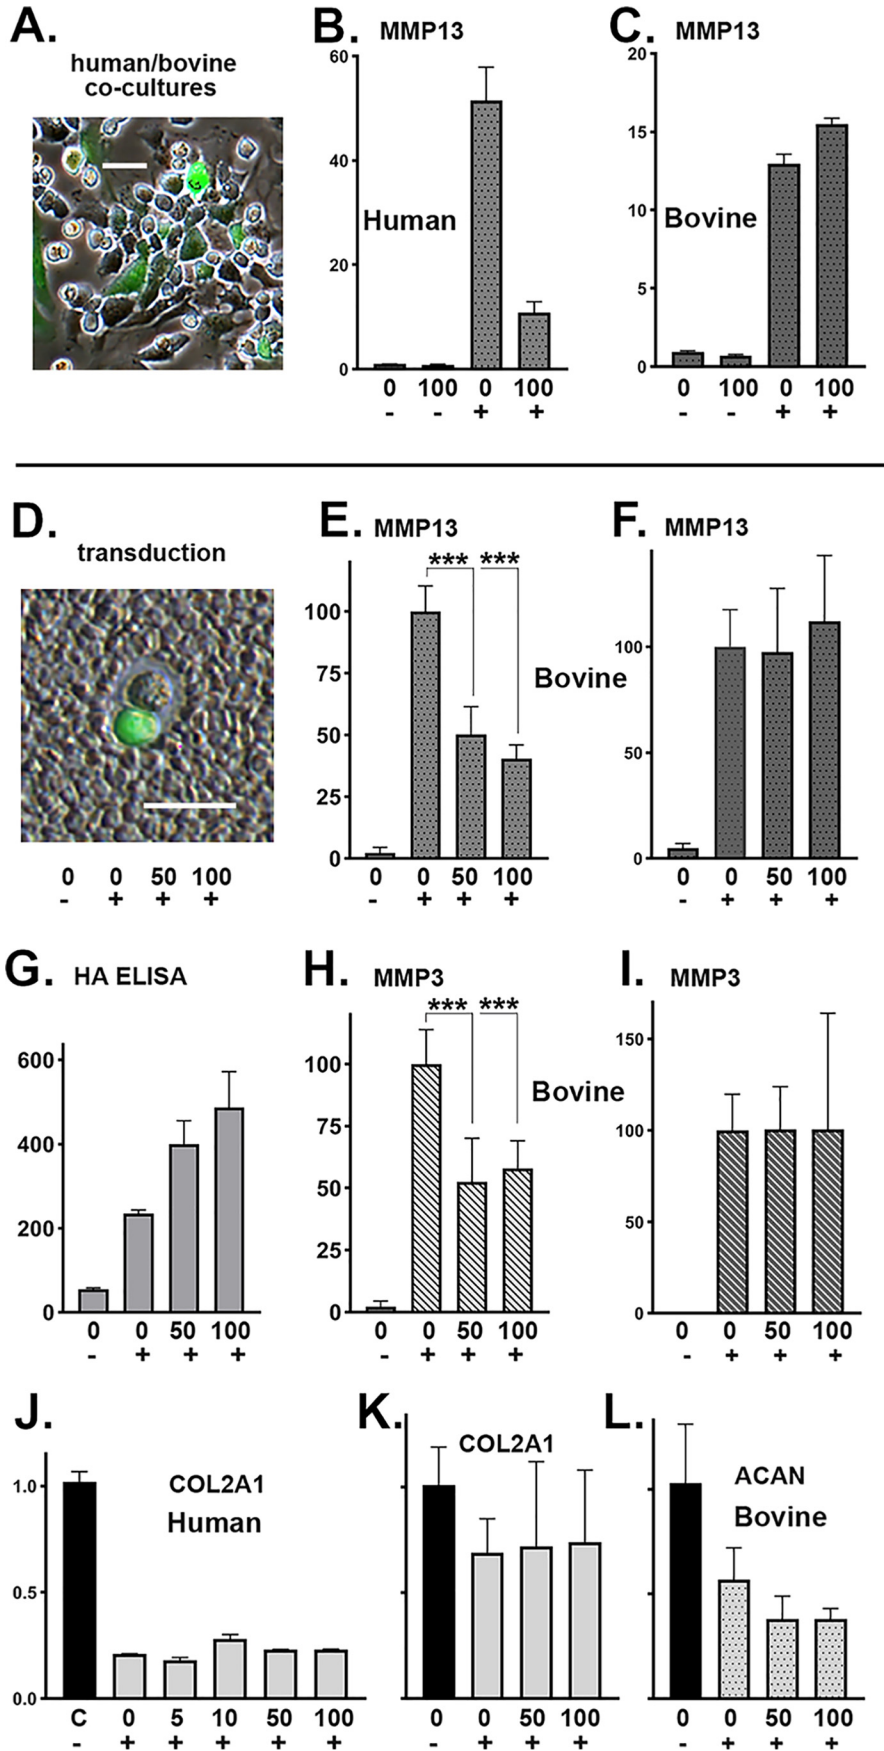 A.
human/bovine
co-cultures
B. MMP13
60
40
20
0
Human
0 100 0 100
- - + +
C. MMP13
20
15
10
5
0
Bovine
0 100 0 100
- - + +
D.
transduction
0 0 50 100
- + + +
E. MMP13
*** ***
100
75
50
25
0
0 0 50 100
- + + +
Bovine
F. MMP13
100
50
0
0 0 50 100
- + + +
G. HA ELISA
600
400
200
0
0 0 50 100
- + + +
H. MMP3
*** ***
100
75
50
25
0
0 0 50 100
- + + +
Bovine
I. MMP3
150
100
50
0
0 0 50 100
- + + +
J.
COL2A1
Human
1.0
0.5
0.0
C 0 5 10 50 100
- + + + + +
K.
COL2A1
0 0 50 100
- + + +
L.
ACAN
Bovine
0 0 50 100
- + + +